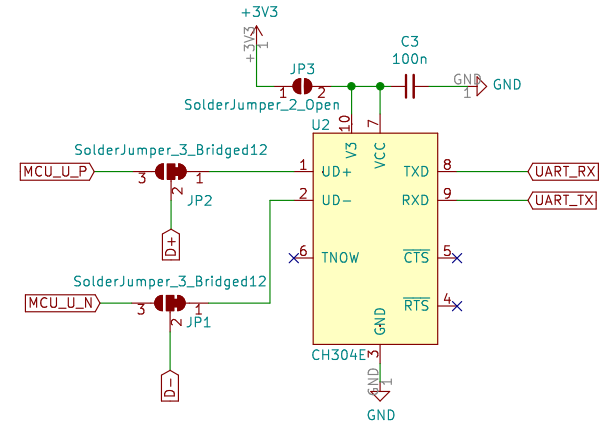 +3V3
+3V3
1
C3
100n
GND
1
GND
JP3
1
2
SolderJumper_2_Open
U2
10
7
V3
VCC
SolderJumper_3_Bridged12
MCU_U_P
3
1
2
JP2
1
UD+
TXD
8
UART_RX
2
UD-
RXD
9
UART_TX
D+
6
TNOW
CTS
5
SolderJumper_3_Bridged12
MCU_U_N
3
1
2
JP1
RTS
4
GND
CH304E
3
D-
GND
1
GND